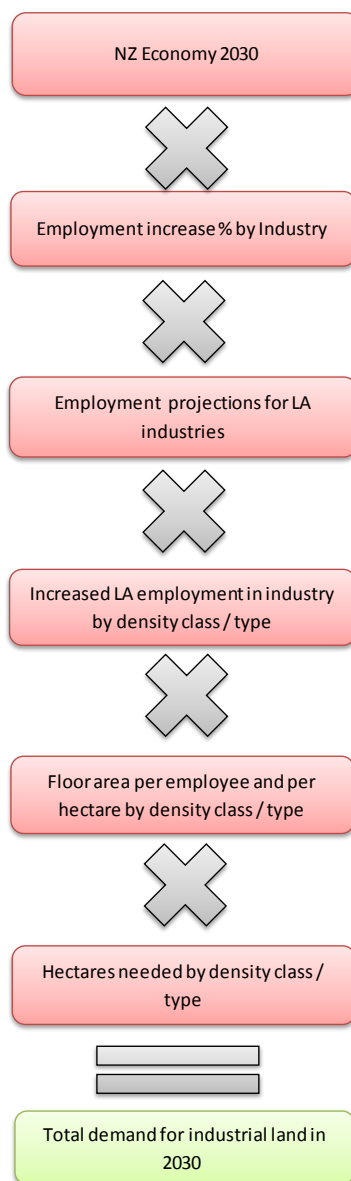 NZ Economy 2030
Employment increase % by Industry
Employment projections for LA
industries
Increased LA employment in industry
by density class / type
Floor area per employee and per
hectare by density class / type
Hectares needed by density class /
type
Total demand for industrial land in
2030